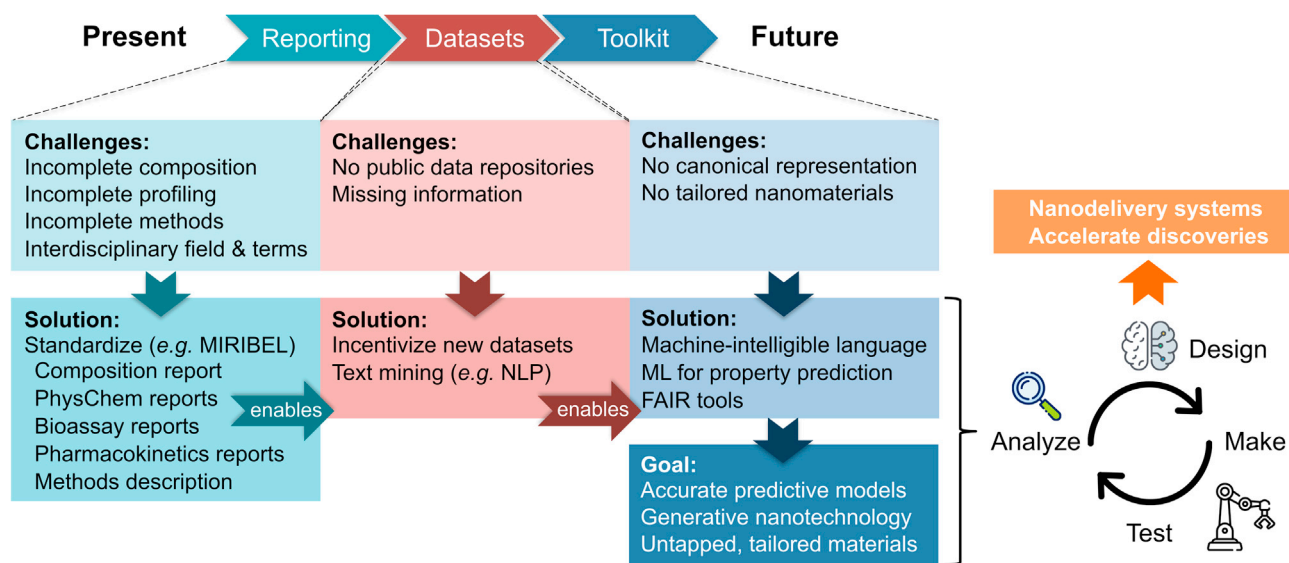 Present
Reporting
Datasets
Toolkit
Future
Challenges:
Incomplete composition
Incomplete profiling
Incomplete methods
Interdisciplinary field & terms
Challenges:
No public data repositories
Missing information
Challenges:
No canonical representation
No tailored nanomaterials
Solution:
Standardize (e.g. MIRIBEL)
Composition report
PhysChem reports
Bioassay reports
Pharmacokinetics reports
Methods description
enables
Solution:
Incentivize new datasets
Text mining (e.g. NLP)
enables
Solution:
Machine-intelligible language
ML for property prediction
FAIR tools
Goal:
Accurate predictive models
Generative nanotechnology
Untapped, tailored materials
Nanodelivery systems
Accelerate discoveries
Design
Analyze
Make
Test